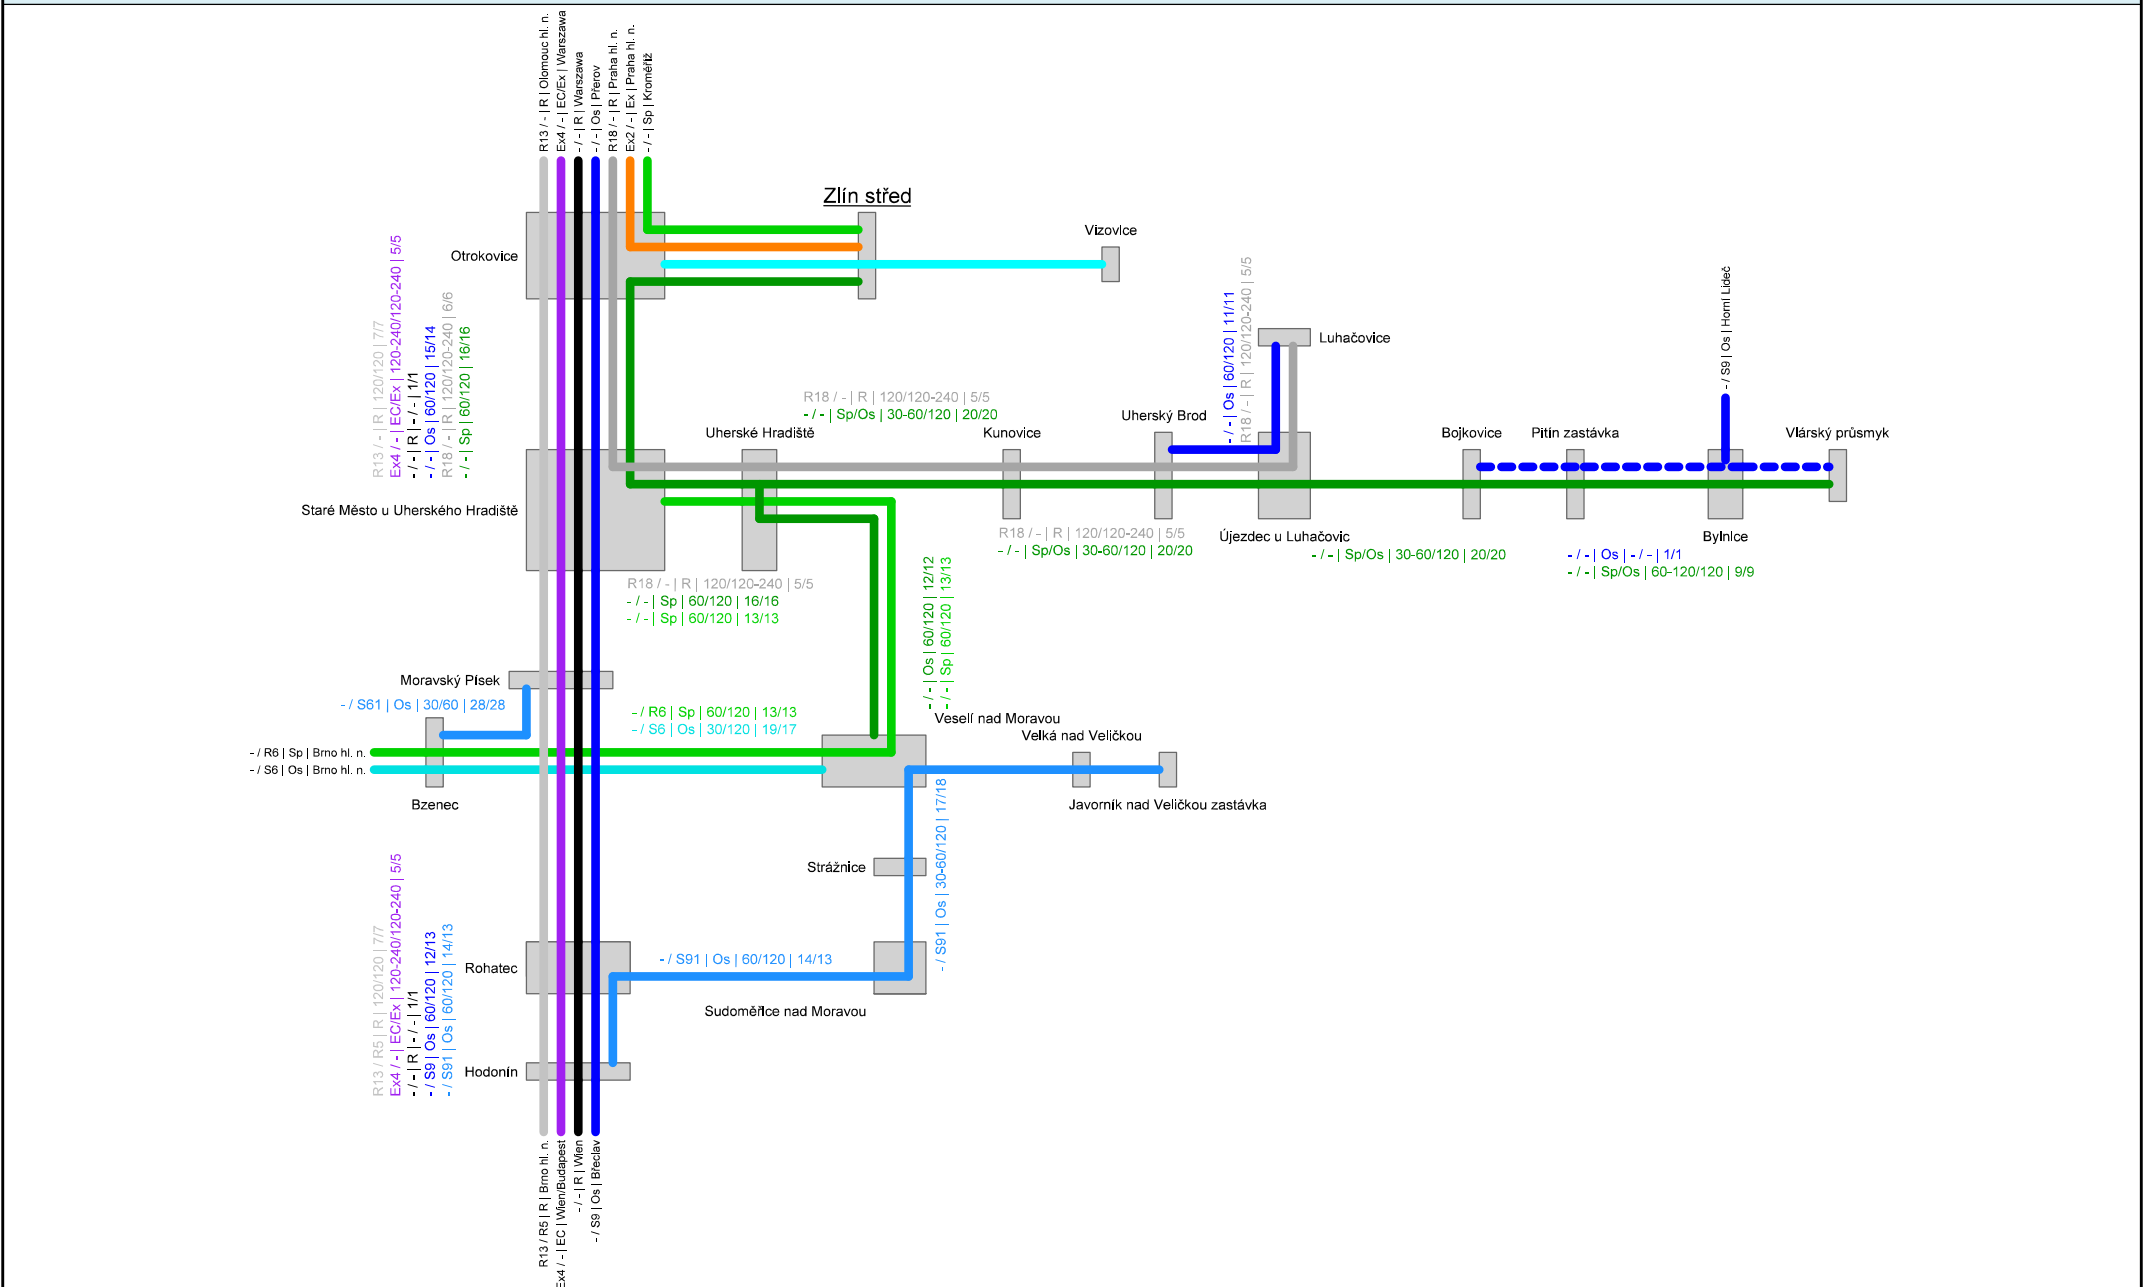 R13 / - | R | Olomouc hl. n.
Ex4 / - | EC/Ex | Warszawa
- / - | R | Warszawa
- / - | Os | Přerov
R18 / - | R | Praha hl. n.
Ex2 / - | Ex | Praha hl. n.
- / - | Sp | Kroměříž
Zlín střed
Vizovice
Otrokovice
R13 / - | R | 120/120 | 7/7
Ex4 / - | EC/Ex | 120-240/120-240 | 5/5
- / - | R | - / - | 1/1
- / - | Os | 60/120 | 15/14
R18 / - | R | 120/120-240 | 6/6
- / - | Sp | 60/120 | 16/16
- / - | Os | 60/120 | 11/11
R18 / - | R | 120/120-240 | 5/5
Luhačovice
- / S9 | Os | Horní Lideč
R18 / - | R | 120/120-240 | 5/5
- / - | Sp/Os | 30-60/120 | 20/20
Uherské Hradiště
Kunovice
Uherský Brod
Bojkovice
Pitín zastávka
Vlárský průsmyk
Staré Město u Uherského Hradiště
R18 / - | R | 120/120-240 | 5/5
- / - | Sp/Os | 30-60/120 | 20/20
Újezdec u Luhačovic
- / - | Sp/Os | 30-60/120 | 20/20
Bylnice
- / - | Os | - / - | 1/1
- / - | Sp/Os | 60-120/120 | 9/9
R18 / - | R | 120/120-240 | 5/5
- / - | Sp | 60/120 | 16/16
- / - | Sp | 60/120 | 13/13
- / - | Os | 60/120 | 12/12
- / - | Sp | 60/120 | 13/13
Moravský Písek
- / S61 | Os | 30/60 | 28/28
- / R6 | Sp | 60/120 | 13/13
- / S6 | Os | 30/120 | 19/17
Veselí nad Moravou
Velká nad Veličkou
- / R6 | Sp | Brno hl. n.
- / S6 | Os | Brno hl. n.
Bzenec
Javorník nad Veličkou zastávka
- / S91 | Os | 30-60/120 | 17/18
Strážnice
R13 / R5 | R | 120/120 | 7/7
Ex4 / - | EC/Ex | 120-240/120-240 | 5/5
- / - | R | - / - | 1/1
- / S9 | Os | 60/120 | 12/13
- / S91 | Os | 60/120 | 14/13
Rohatec
- / S91 | Os | 60/120 | 14/13
Sudoměřice nad Moravou
Hodonín
R13 / R5 | R | Brno hl. n.
Ex4 / - | EC | Wien/Budapest
- / - | R | Wien
- / S9 | Os | Břeclav